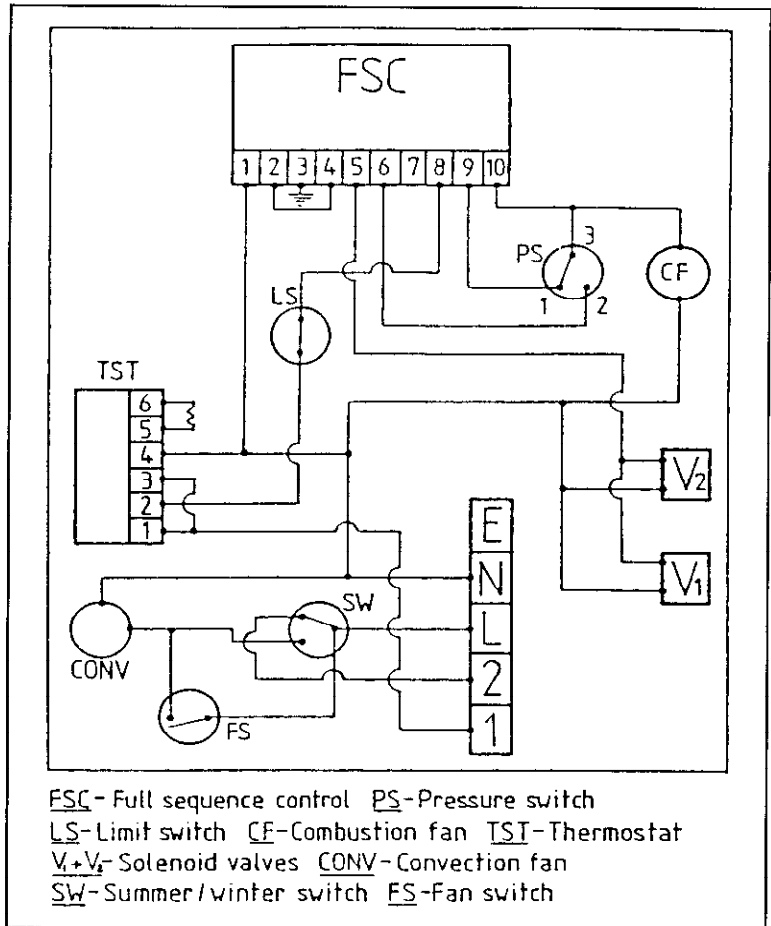 FSC
1 2 3 4 5 6 7 8 9 10
3
PS
CF
1 2
LS
TST
6
5
4
3
2
1
V2
E
N
V1
SW
L
CONV
2
FS
1
FSC-Full sequence control PS-Pressure switch
LS-Limit switch CF-Combustion fan TST-Thermostat
V1+V2-Solenoid valves CONV-Convection fan
SW-Summer/winter switch FS-Fan switch